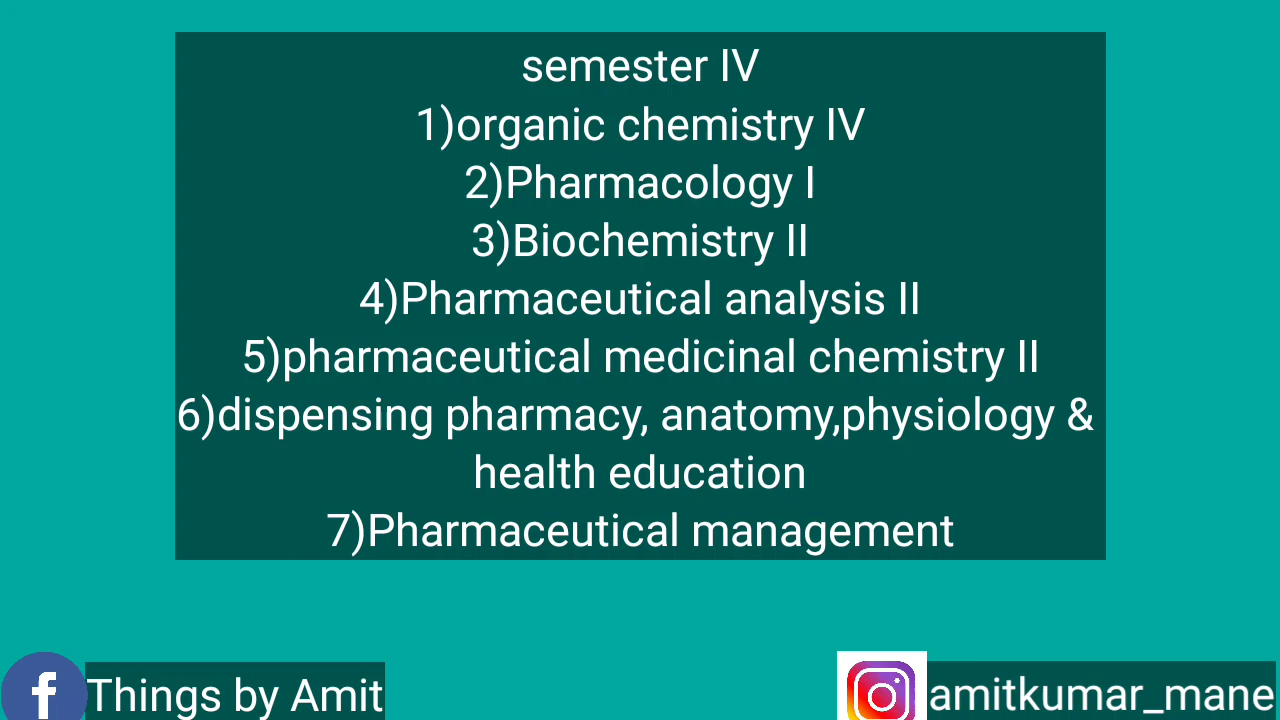 semester IV
1)organic chemistry IV
2)Pharmacology I
3)Biochemistry II
4)Pharmaceutical analysis II
5)pharmaceutical medicinal chemistry II
6)dispensing pharmacy, anatomy,physiology &
health education
7)Pharmaceutical management
Things by Amit
amitkumar_mane